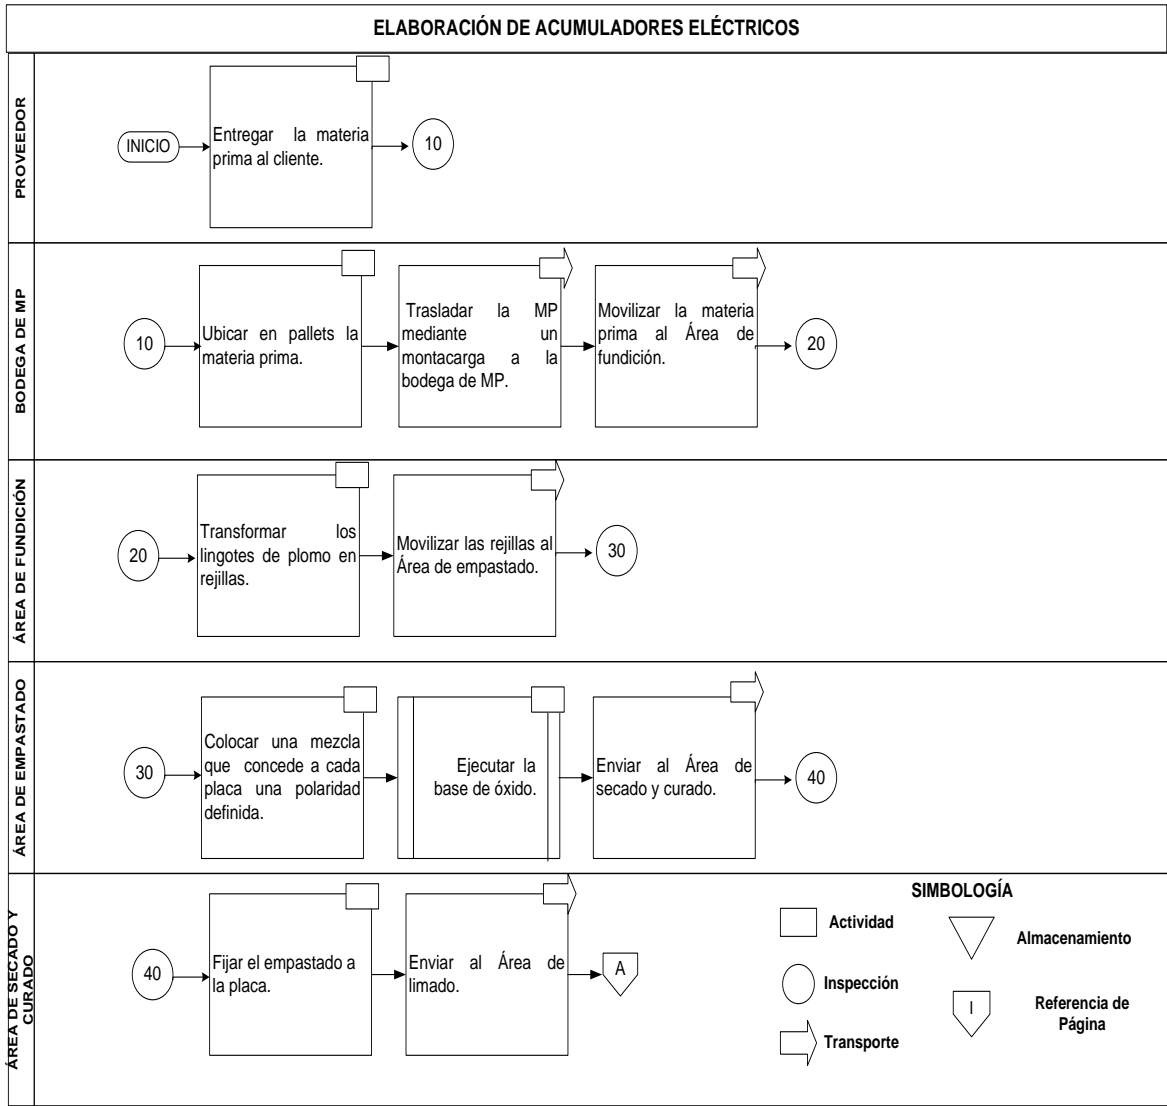 ELABORACIÓN DE ACUMULADORES ELÉCTRICOS
PROVEEDOR
INICIO
Entregar la materia
prima al cliente.
10
BODEGA DE MP
10
Ubicar en pallets la
materia prima.
Trasladar la MP
mediante un
montacarga a la
bodega de MP.
Movilizar la materia
prima al Área de
fundición.
20
ÁREA DE FUNDICIÓN
20
Transformar los
lingotes de plomo en
rejillas.
Movilizar las rejillas al
Área de empastado.
30
ÁREA DE EMPASTADO
30
Colocar una mezcla
que concede a cada
placa una polaridad
definida.
Ejecutar la
base de óxido.
Enviar al Área de
secado y curado.
40
ÁREA DE SECADO Y
CURADO
40
Fijar el empastado a
la placa.
Enviar al Área de
limado.
A
SIMBOLOGÍA
Actividad
Almacenamiento
Inspección
I
Referencia de
Página
Transporte